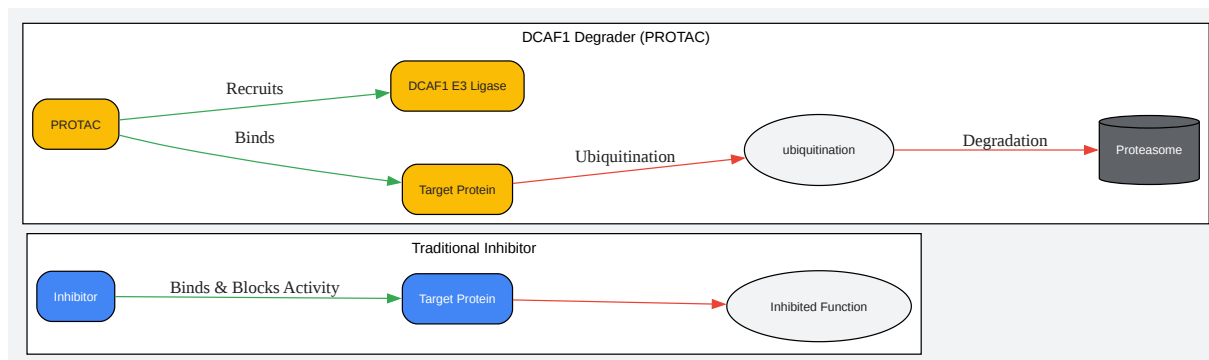 DCAF1 Degrader (PROTAC)
Recruits
DCAF1 E3 Ligase
PROTAC
Binds
Target Protein
Ubiquitination
ubiquitination
Degradation
Proteasome
Traditional Inhibitor
Inhibitor
Binds & Blocks Activity
Target Protein
Inhibited Function